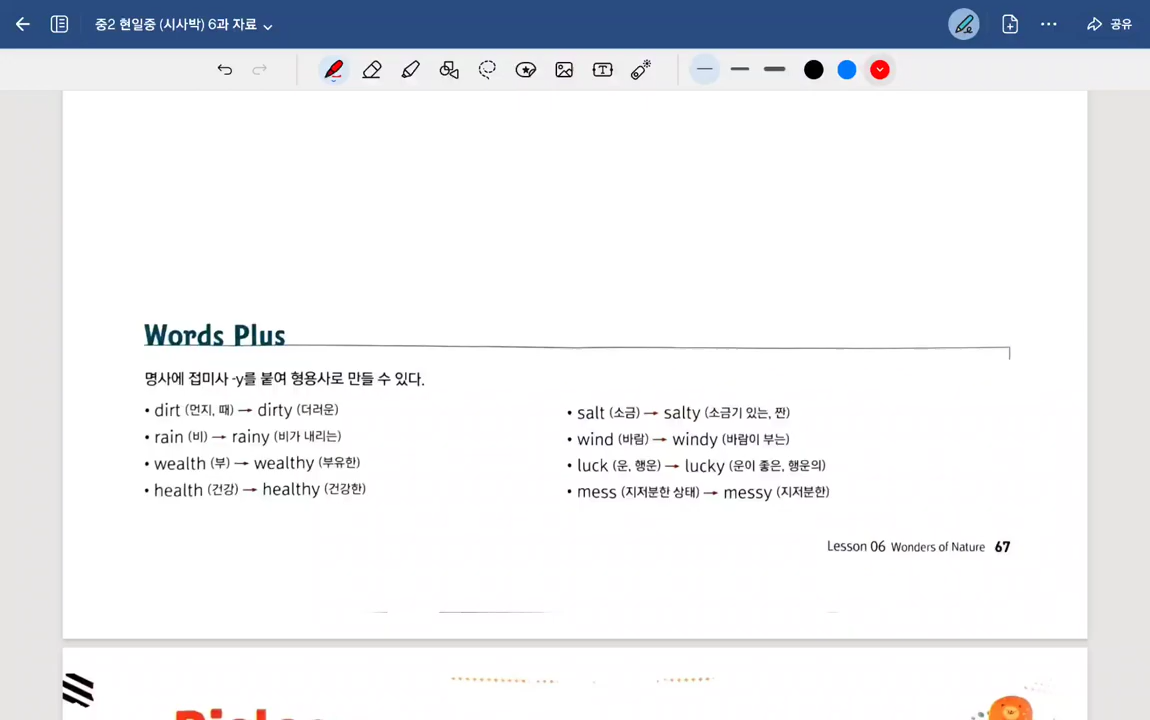 중2 현일중 (시사박) 6과 자료
공유
Words Plus
명사에 접미사 -y를 붙여 형용사로 만들 수 있다.
• dirt (먼지, 때) → dirty (더러운)
• rain (비) → rainy (비가 내리는)
• wealth (부) → wealthy (부유한)
• health (건강) → healthy (건강한)
• salt (소금) → salty (소금기 있는, 짠)
• wind (바람) → windy (바람이 부는)
• luck (운, 행운) → lucky (운이 좋은, 행운의)
• mess (지저분한 상태) → messy (지저분한)
Lesson 06 Wonders of Nature 67